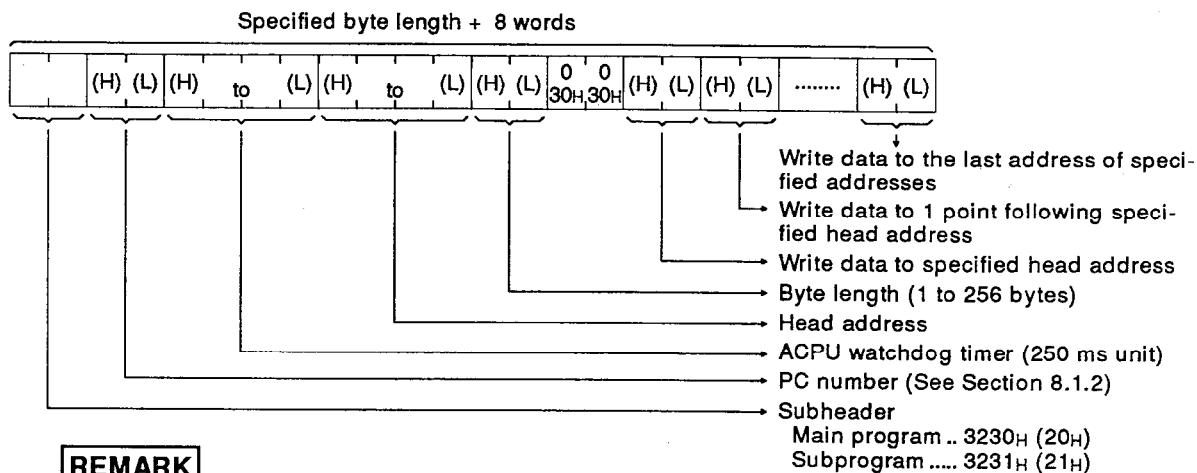 Specified byte length + 8 words
(H) (L) (H) to (L) (H) to (L) (H) (L) 0 30H 0 30H (H) (L) (H) (L) ........ (H) (L)
Write data to the last address of speci-
fied addresses
Write data to 1 point following speci-
fied head address
Write data to specified head address
Byte length (1 to 256 bytes)
Head address
ACPU watchdog timer (250 ms unit)
PC number (See Section 8.1.2)
Subheader
Main program .. 3230H (20H)
Subprogram ..... 3231H (21H)
REMARK